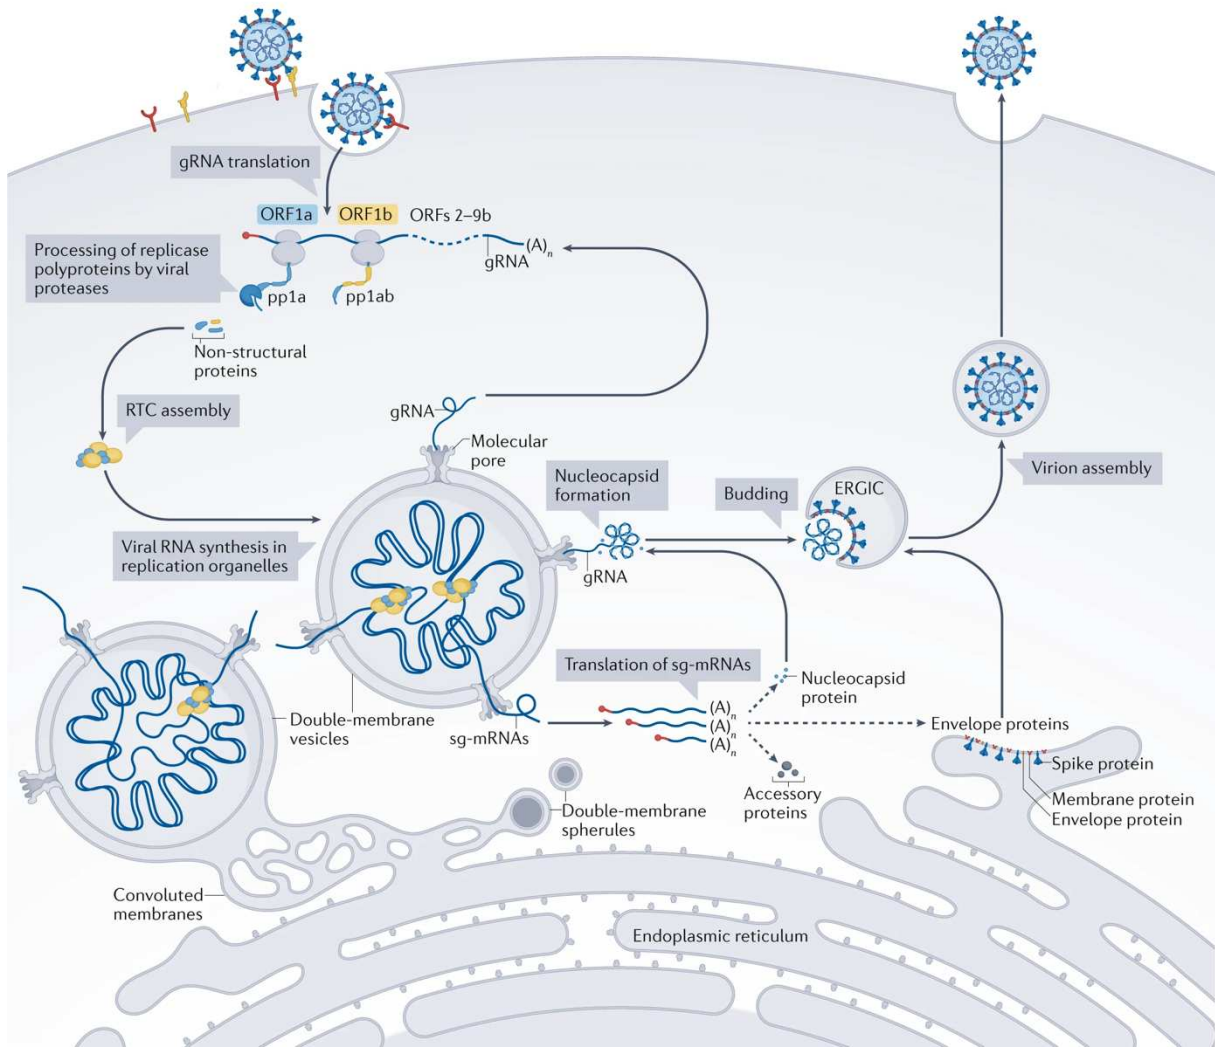 gRNA translation
ORF1a
ORF1b
ORFs 2–9b
(A)n
gRNA
Processing of replicase
polyproteins by viral
proteases
pp1a
pp1ab
Non-structural
proteins
RTC assembly
gRNA
Molecular
pore
Nucleocapsid
formation
Budding
ERGIC
Virion assembly
Viral RNA synthesis in
replication organelles
gRNA
Translation of sg-mRNAs
Nucleocapsid
protein
Double-membrane
vesicles
sg-mRNAs
(A)n
(A)n
(A)n
Envelope proteins
Spike protein
Membrane protein
Envelope protein
Accessory
proteins
Double-membrane
spherules
Convoluted
membranes
Endoplasmic reticulum